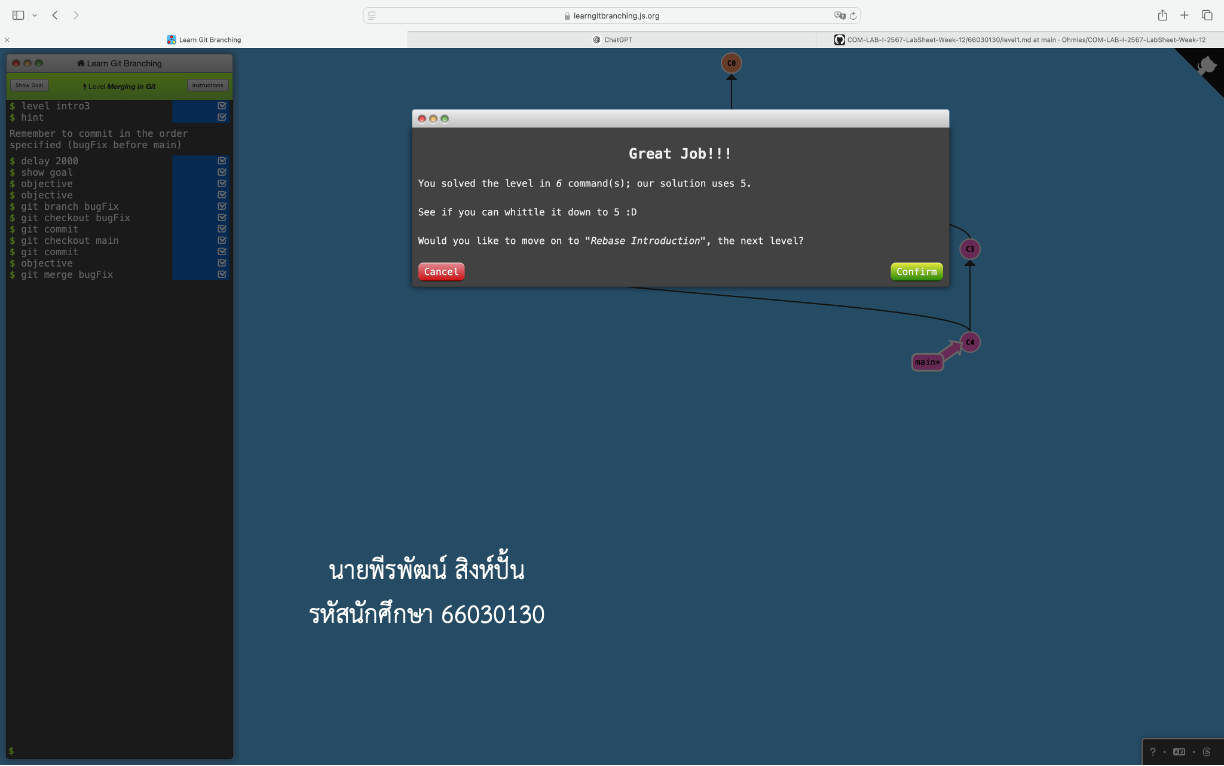 learngitbranching.js.org
Learn Git Branching
ChatGPT
COM-LAB-I-2567-LabSheet-Week-12/66030130/level1.md at main · Ohmies/COM-LAB-I-2567-LabSheet-Week-12
Learn Git Branching
Show Goal
Level Merging in Git
Instructions
$ level intro3
$ hint
Remember to commit in the order
specified (bugFix before main)
$ delay 2000
$ show goal
$ objective
$ objective
$ git branch bugFix
$ git checkout bugFix
$ git commit
$ git checkout main
$ git commit
$ objective
$ git merge bugFix
$
C0
Great Job!!!
You solved the level in 6 command(s); our solution uses 5.
See if you can whittle it down to 5 :D
Would you like to move on to "Rebase Introduction", the next level?
Cancel
Confirm
C3
C4
main*
นายพีรพัฒน์ สิงห์ปั้น
รหัสนักศึกษา 66030130
?